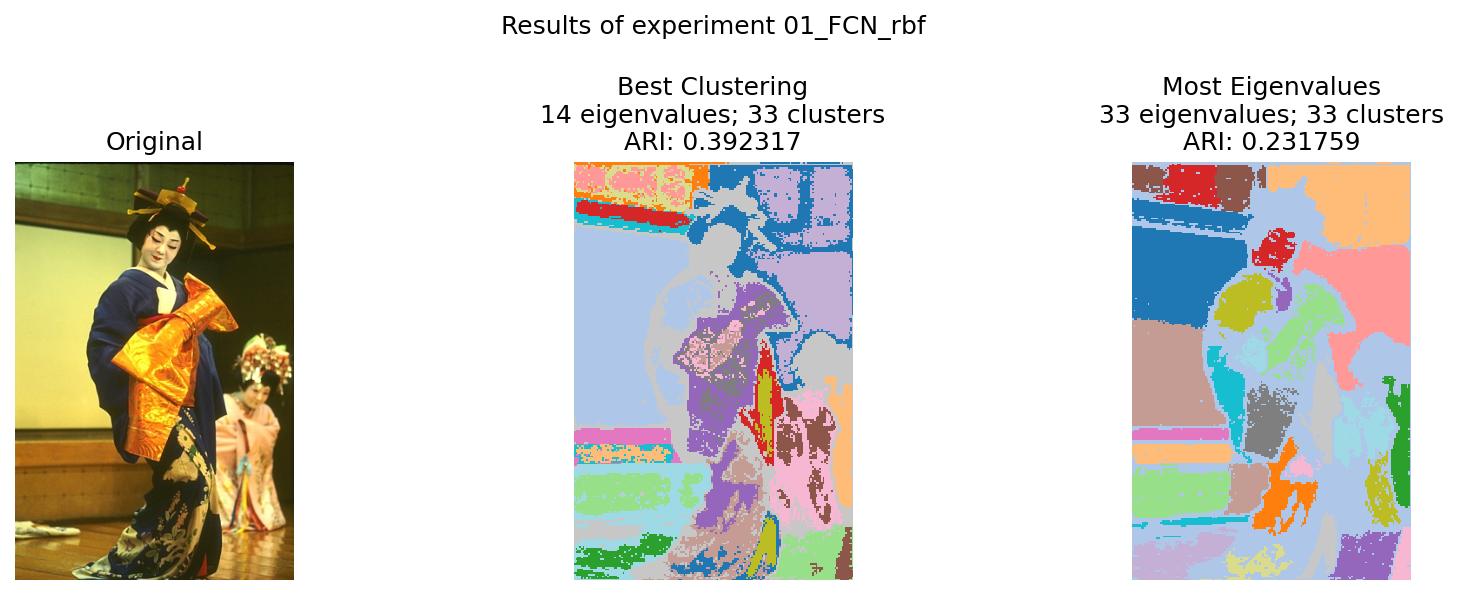 Results of experiment 01_FCN_rbf
Original
Best Clustering
14 eigenvalues; 33 clusters
ARI: 0.392317
Most Eigenvalues
33 eigenvalues; 33 clusters
ARI: 0.231759